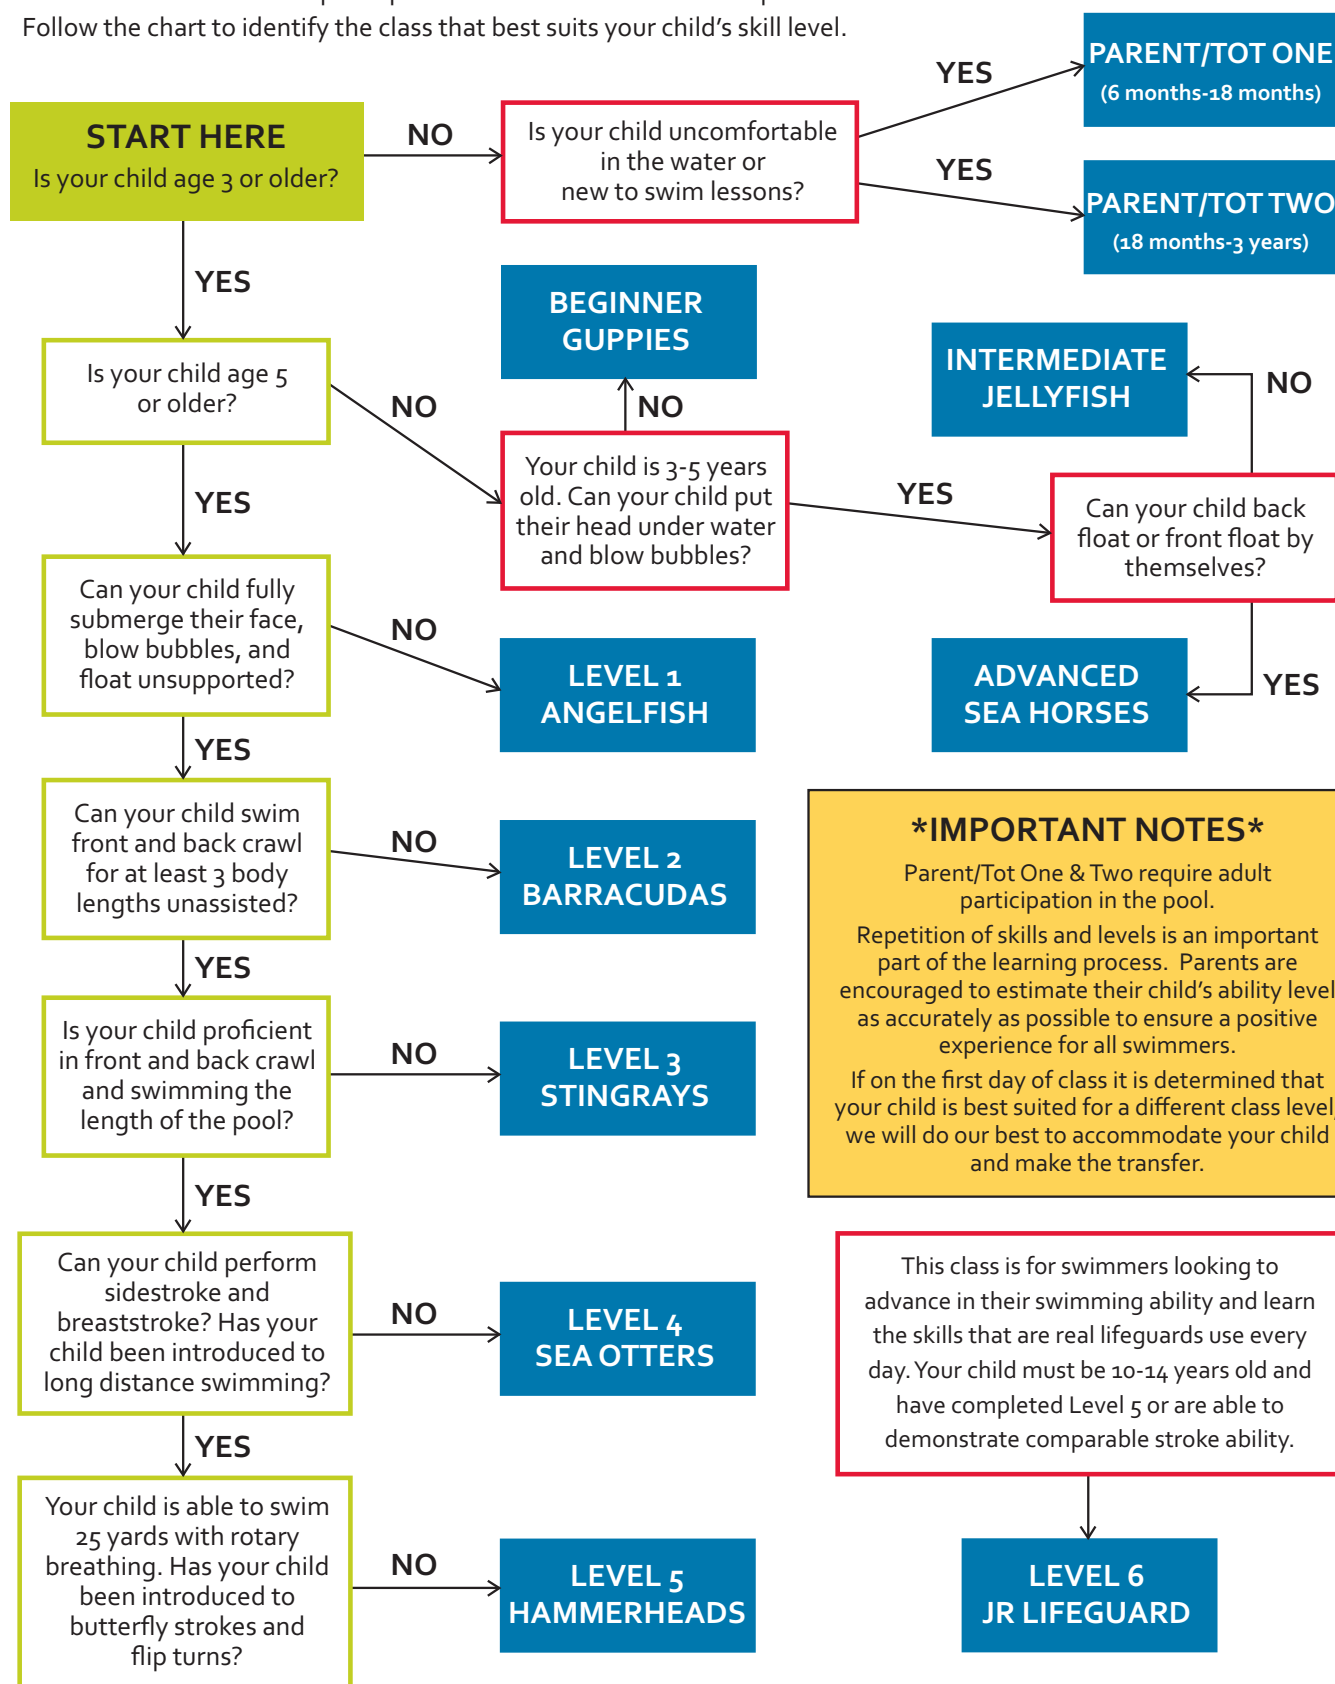 Follow the chart to identify the class that best suits your child's skill level.
START HERE
Is your child age 3 or older?
NO
Is your child uncomfortable
in the water or
new to swim lessons?
YES
PARENT/TOT ONE
(6 months-18 months)
YES
PARENT/TOT TWO
(18 months-3 years)
YES
Is your child age 5
or older?
NO
BEGINNER
GUPPIES
NO
Your child is 3-5 years
old. Can your child put
their head under water
and blow bubbles?
YES
INTERMEDIATE
JELLYFISH
NO
Can your child back
float or front float by
themselves?
YES
ADVANCED
SEA HORSES
YES
Can your child fully
submerge their face,
blow bubbles, and
float unsupported?
NO
LEVEL 1
ANGELFISH
YES
Can your child swim
front and back crawl
for at least 3 body
lengths unassisted?
NO
LEVEL 2
BARRACUDAS
YES
Is your child proficient
in front and back crawl
and swimming the
length of the pool?
NO
LEVEL 3
STINGRAYS
YES
Can your child perform
sidestroke and
breaststroke? Has your
child been introduced to
long distance swimming?
NO
LEVEL 4
SEA OTTERS
YES
Your child is able to swim
25 yards with rotary
breathing. Has your child
been introduced to
butterfly strokes and
flip turns?
NO
LEVEL 5
HAMMERHEADS
*IMPORTANT NOTES*
Parent/Tot One & Two require adult
participation in the pool.
Repetition of skills and levels is an important
part of the learning process. Parents are
encouraged to estimate their child's ability level
as accurately as possible to ensure a positive
experience for all swimmers.
If on the first day of class it is determined that
your child is best suited for a different class level,
we will do our best to accommodate your child
and make the transfer.
This class is for swimmers looking to
advance in their swimming ability and learn
the skills that are real lifeguards use every
day. Your child must be 10-14 years old and
have completed Level 5 or are able to
demonstrate comparable stroke ability.
LEVEL 6
JR LIFEGUARD